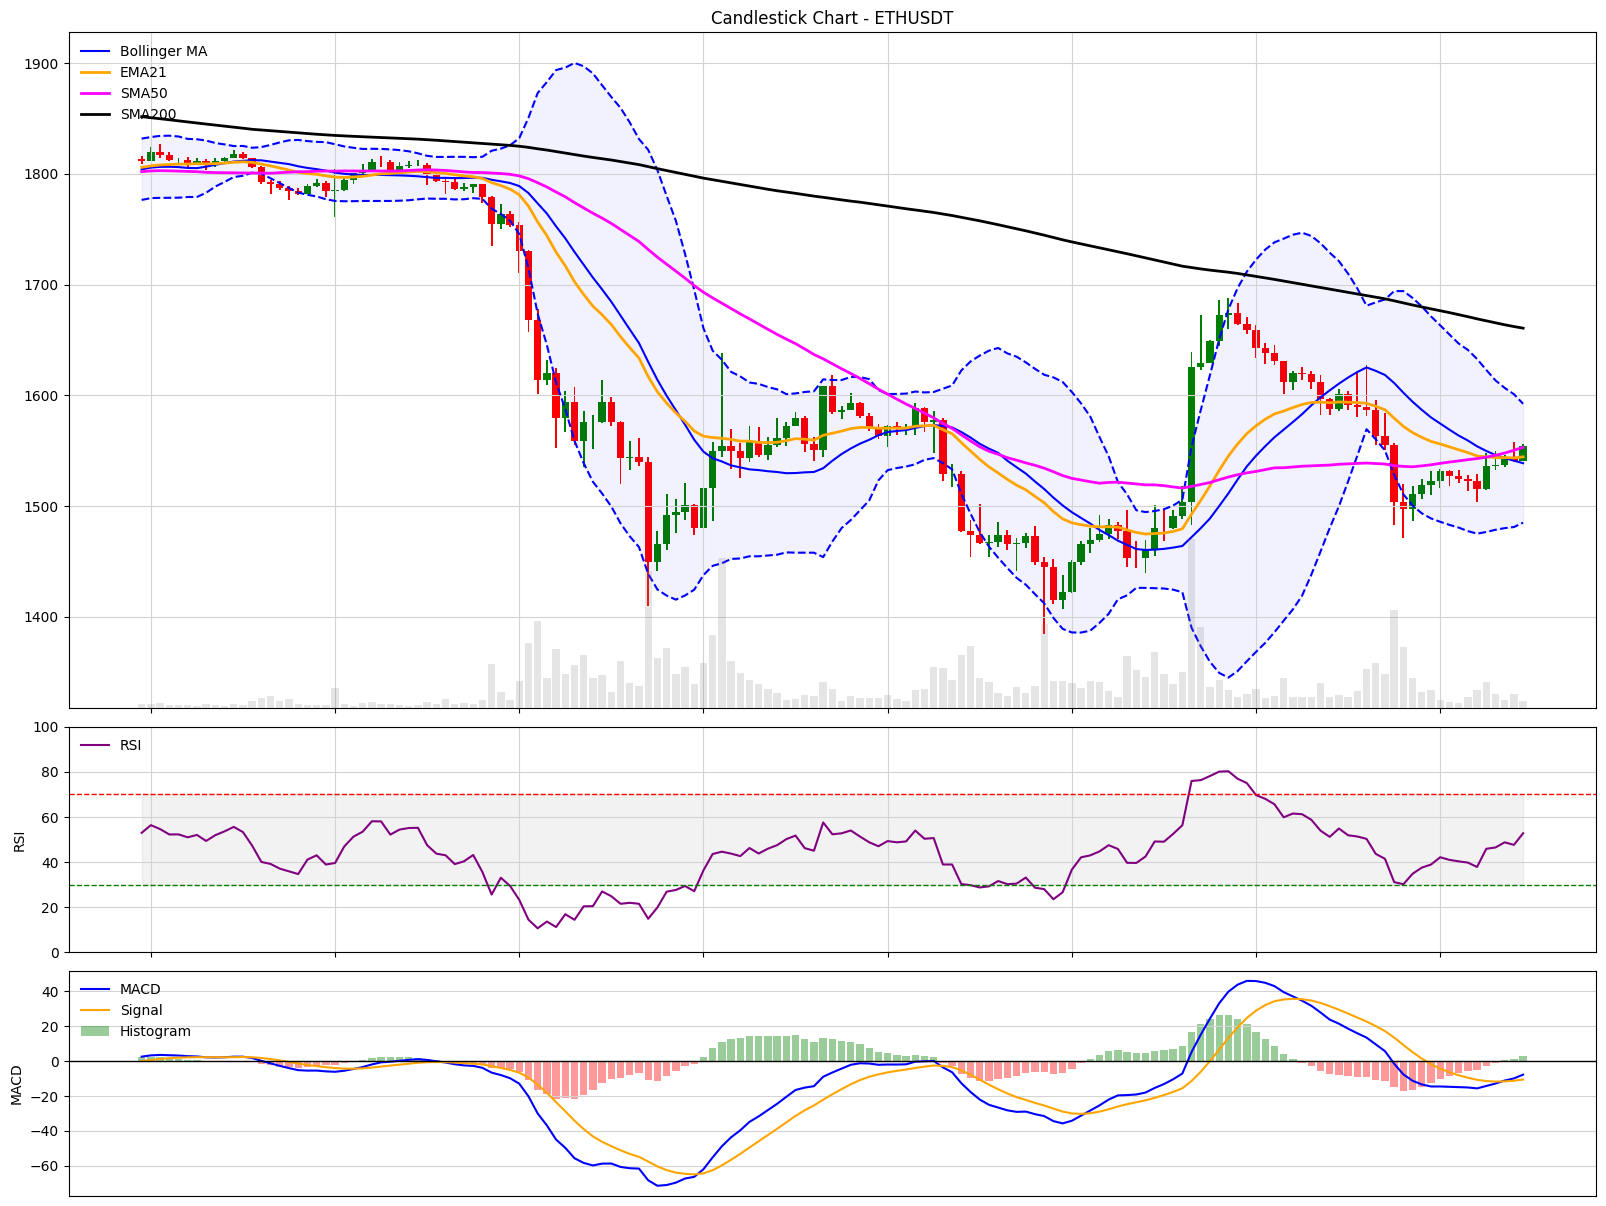 Candlestick Chart - ETHUSDT
Bollinger MA
EMA21
SMA50
SMA200
1900
1800
1700
1600
1500
1400
RSI
100
80
60
40
20
0
RSI
MACD
Signal
Histogram
40
20
0
−20
−40
−60
MACD